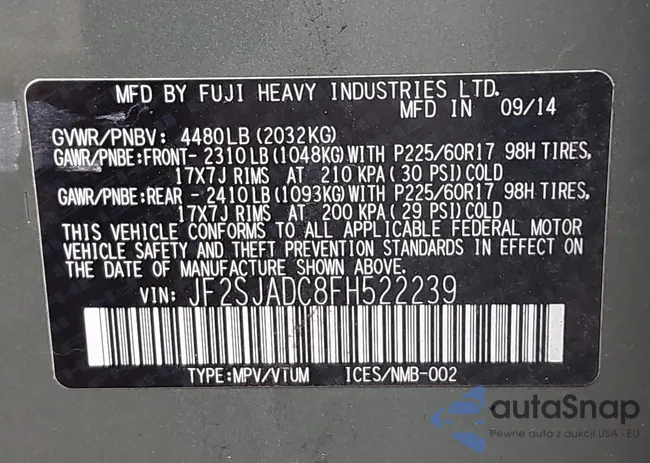 MFD BY FUJI HEAVY INDUSTRIES LTD.
MFD IN 09/14
GVWR/PNBV: 4480LB(2032KG)
GAWR/PNBE:FRONT-2310LB(1048KG)WITH P225/60R17 98H TIRES,
17X7J RIMS AT 210 KPA(30 PSI)COLD
GAWR/PNBE:REAR -2410LB(1093KG)WITH P225/60R17 98H TIRES,
17X7J RIMS AT 200 KPA(29 PSI)COLD
THIS VEHICLE CONFORMS TO ALL APPLICABLE FEDERAL MOTOR
VEHICLE SAFETY AND THEFT PREVENTION STANDARDS IN EFFECT ON
THE DATE OF MANUFACTURE SHOWN ABOVE.
VIN: JF2SJADC8FH522239
TYPE:MPV/VTUM ICES/NMB-002
autaSnap
Pewne auta z aukcji USA i EU